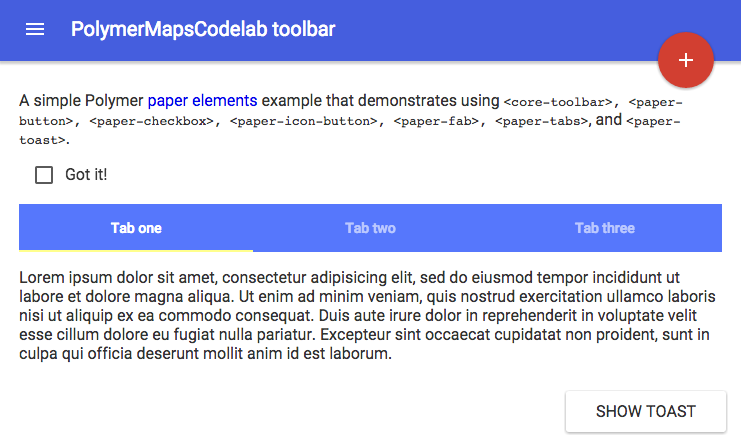 PolymerMapsCodelab toolbar
+
A simple Polymer paper elements example that demonstrates using <core-toolbar>, <paper-
button>, <paper-checkbox>, <paper-icon-button>, <paper-fab>, <paper-tabs>, and <paper-
toast>.
Got it!
Tab one Tab two Tab three
Lorem ipsum dolor sit amet, consectetur adipisicing elit, sed do eiusmod tempor incididunt ut
labore et dolore magna aliqua. Ut enim ad minim veniam, quis nostrud exercitation ullamco laboris
nisi ut aliquip ex ea commodo consequat. Duis aute irure dolor in reprehenderit in voluptate velit
esse cillum dolore eu fugiat nulla pariatur. Excepteur sint occaecat cupidatat non proident, sunt in
culpa qui officia deserunt mollit anim id est laborum.
SHOW TOAST